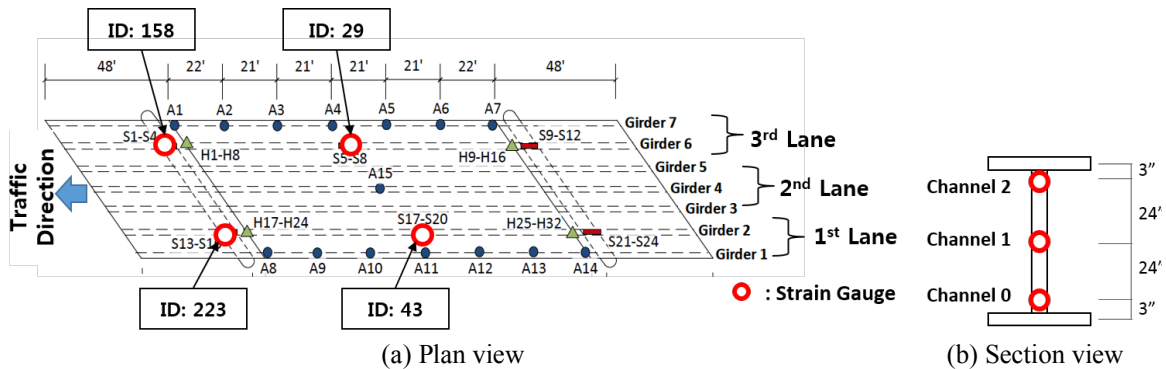 ID: 158
ID: 29
48' 22' 21' 21' 21' 21' 22' 48'
A1 A2 A3 A4 A5 A6 A7
Girder 7
Girder 6
Girder 5
Girder 4
Girder 3
Girder 2
Girder 1
3rd Lane
2nd Lane
1st Lane
S1-S4
H1-H8
S5-S8
H9-H16
S9-S12
A15
Traffic
Direction
H17-H24
S17-S20
H25-H32
S13-S1
S21-S24
A8 A9 A10 A11 A12 A13 A14
ID: 223
ID: 43
: Strain Gauge
Channel 2
Channel 1
Channel 0
3”
24”
24”
3”
(a) Plan view
(b) Section view